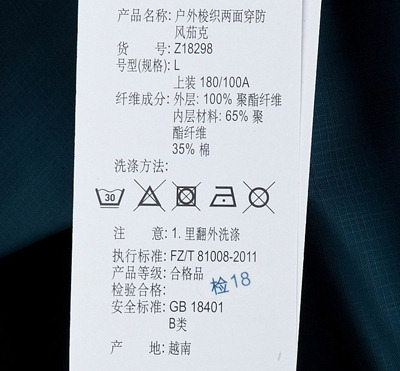 产品名称: 户外梭织两面穿防
风茄克
货 号: Z18298
号型(规格): L
上装 180/100A
纤维成分: 外层: 100% 聚酯纤维
内层材料: 65% 聚
酯纤维
35% 棉
洗涤方法:
30
注 意: 1. 里翻外洗涤
执行标准: FZ/T 81008-2011
产品等级: 合格品
检验合格: 检18
安全标准: GB 18401
B类
产 地: 越南